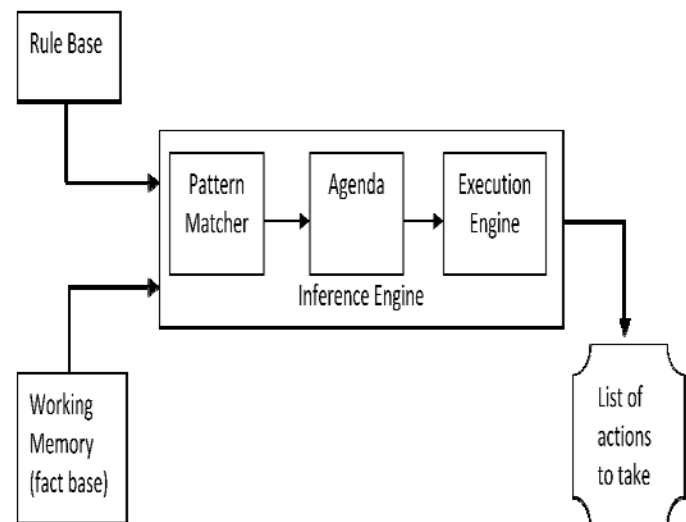 Rule Base
Pattern
Matcher
Agenda
Execution
Engine
Inference Engine
Working
Memory
(fact base)
List of
actions
to take